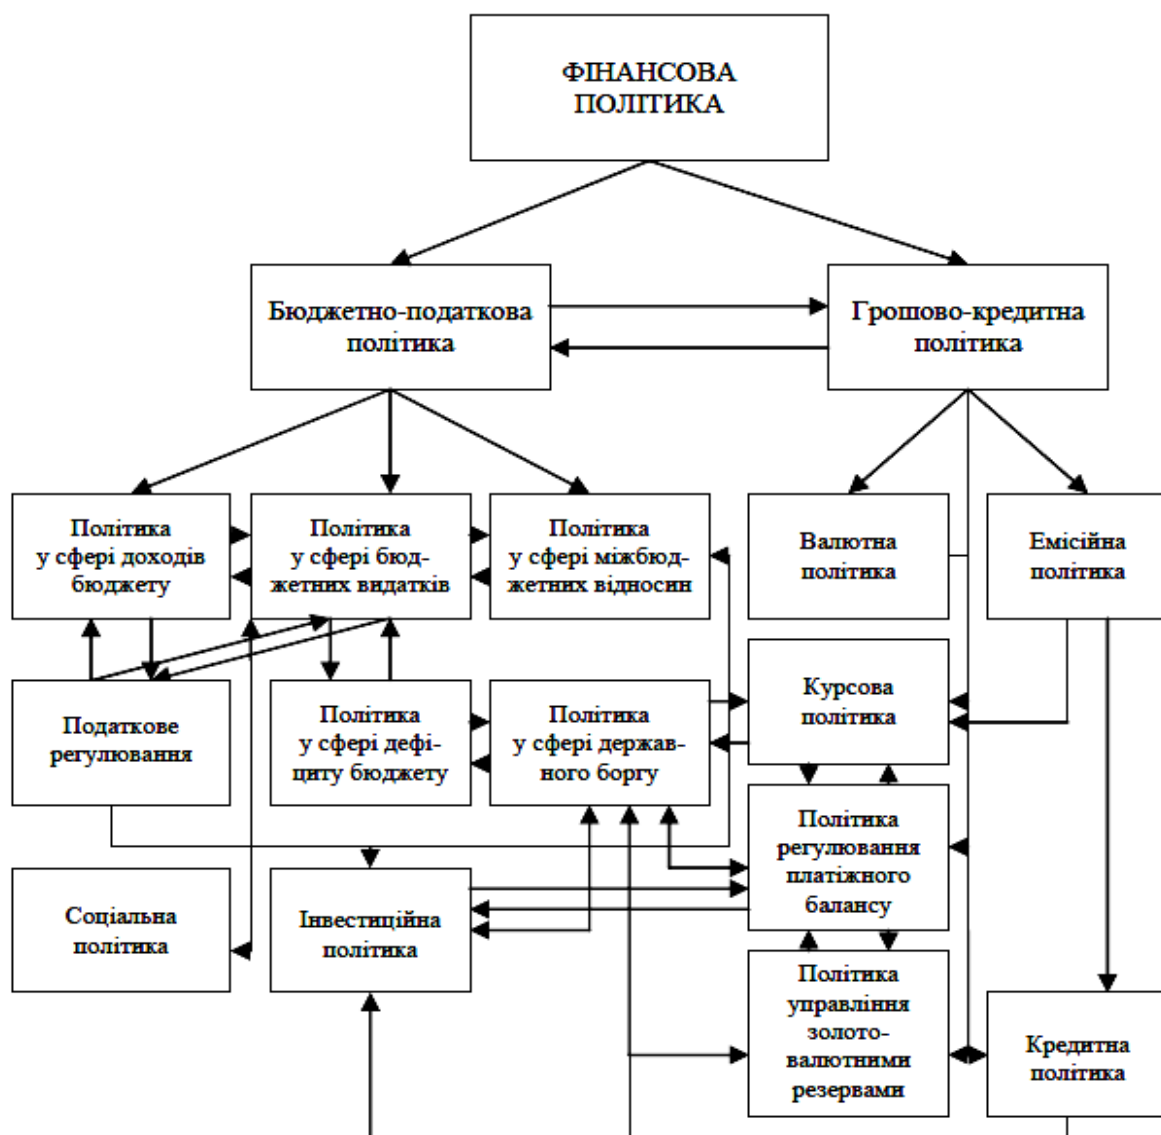 ФІНАНСОВА
ПОЛІТИКА
Бюджетно-податкова
політика
Грошово-кредитна
політика
Політика
у сфері доходів
бюджету
Політика
у сфері бюд-
жетних видатків
Політика
у сфері міжбюд-
жетних відносин
Валютна
політика
Емісійна
політика
Податкове
регулювання
Політика
у сфері дефі-
циту бюджету
Політика
у сфері держав-
ного боргу
Курсова
політика
Політика
регулювання
платіжного
балансу
Соціальна
політика
Інвестиційна
політика
Політика
управління
золото-
валютними
резервами
Кредитна
політика